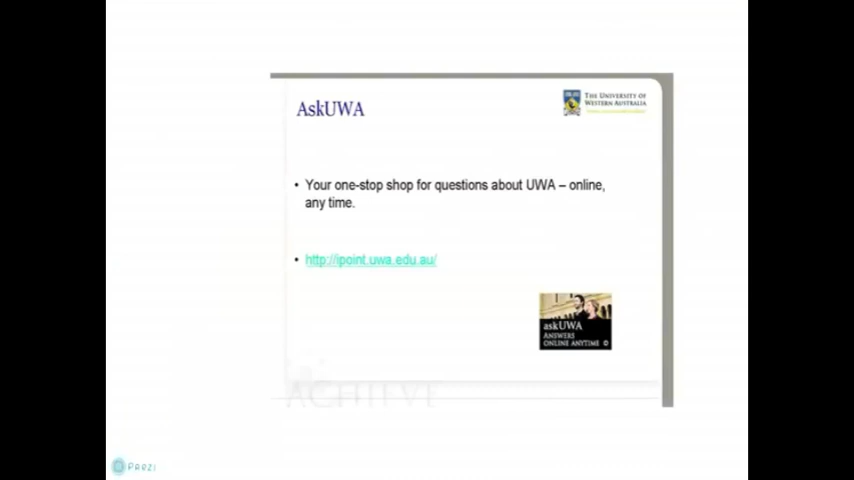 AskUWA
THE UNIVERSITY OF
WESTERN AUSTRALIA
• Your one-stop shop for questions about UWA – online,
any time.
• http://ipoint.uwa.edu.au/
askUWA
ANSWERS
ONLINE ANYTIME
ACHIEVE
PREZI